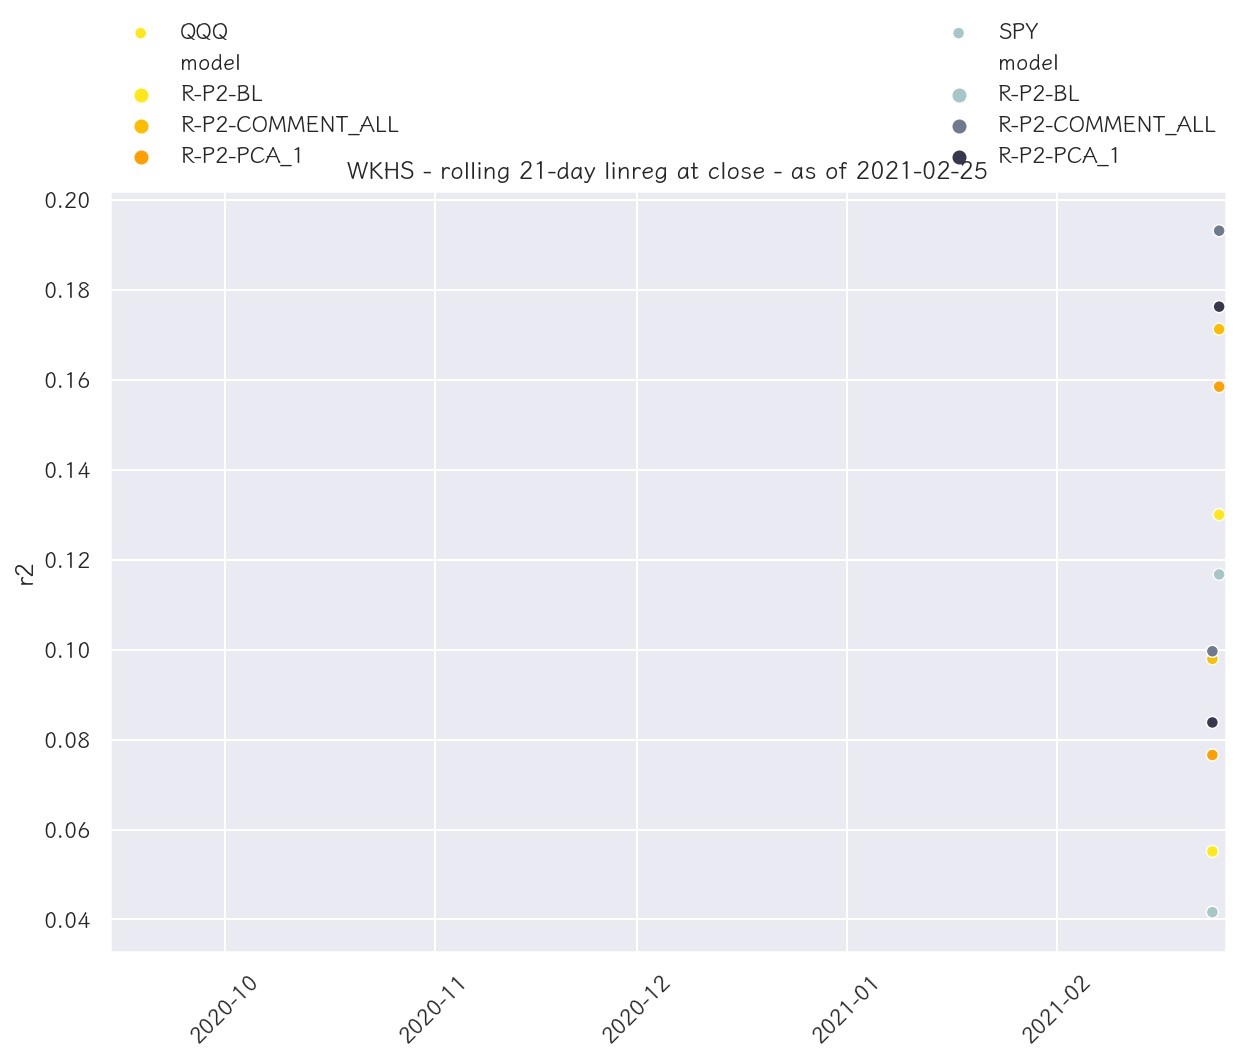 QQQ
model
R-P2-BL
R-P2-COMMENT_ALL
R-P2-PCA_1
SPY
model
R-P2-BL
R-P2-COMMENT_ALL
R-P2-PCA_1
WKHS - rolling 21-day linreg at close - as of 2021-02-25
0.20
0.18
0.16
0.14
0.12
0.10
0.08
0.06
0.04
r2
2020-10
2020-11
2020-12
2021-01
2021-02